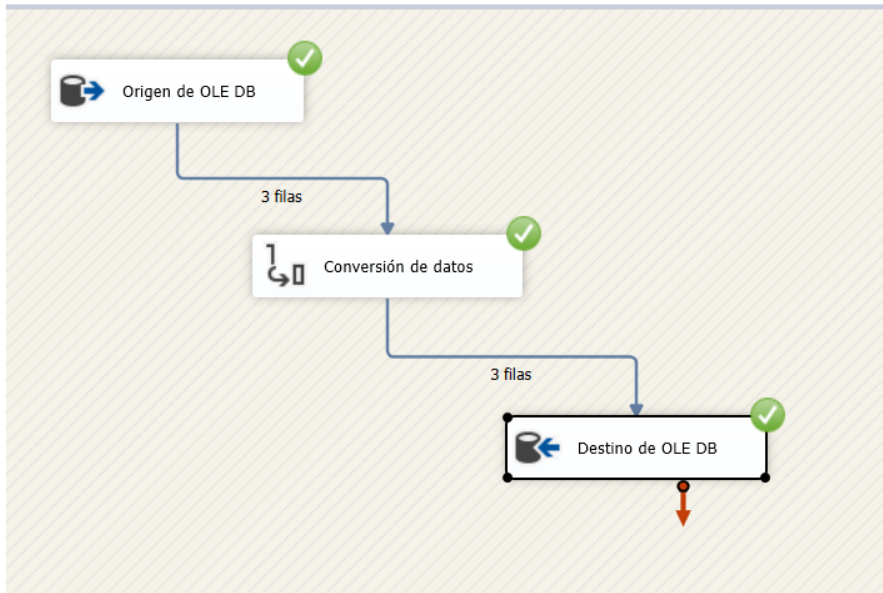 Origen de OLE DB
3 filas
Conversión de datos
3 filas
Destino de OLE DB